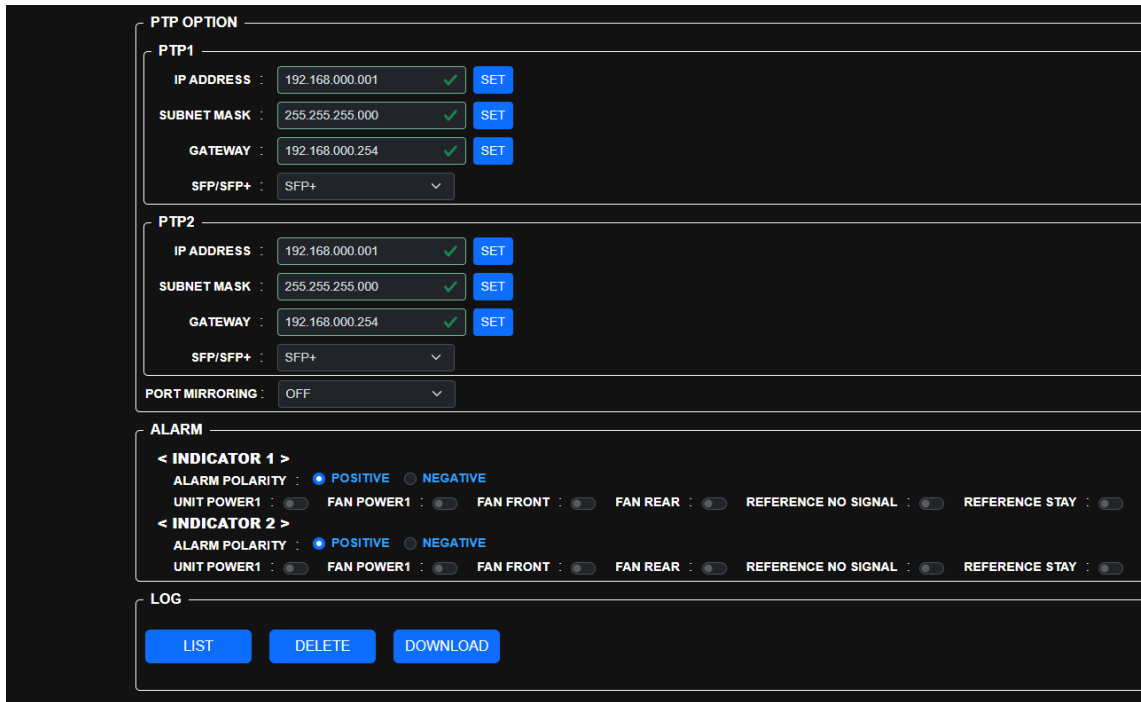 PTP OPTION
PTP1
IP ADDRESS : 192.168.000.001 SET
SUBNET MASK : 255.255.255.000 SET
GATEWAY : 192.168.000.254 SET
SFP/SFP+ : SFP+
PTP2
IP ADDRESS : 192.168.000.001 SET
SUBNET MASK : 255.255.255.000 SET
GATEWAY : 192.168.000.254 SET
SFP/SFP+ : SFP+
PORT MIRRORING : OFF
ALARM
< INDICATOR 1 >
ALARM POLARITY : POSITIVE NEGATIVE
UNIT POWER1 : FAN POWER1 : FAN FRONT : FAN REAR : REFERENCE NO SIGNAL : REFERENCE STAY :
< INDICATOR 2 >
ALARM POLARITY : POSITIVE NEGATIVE
UNIT POWER1 : FAN POWER1 : FAN FRONT : FAN REAR : REFERENCE NO SIGNAL : REFERENCE STAY :
LOG
LIST DELETE DOWNLOAD